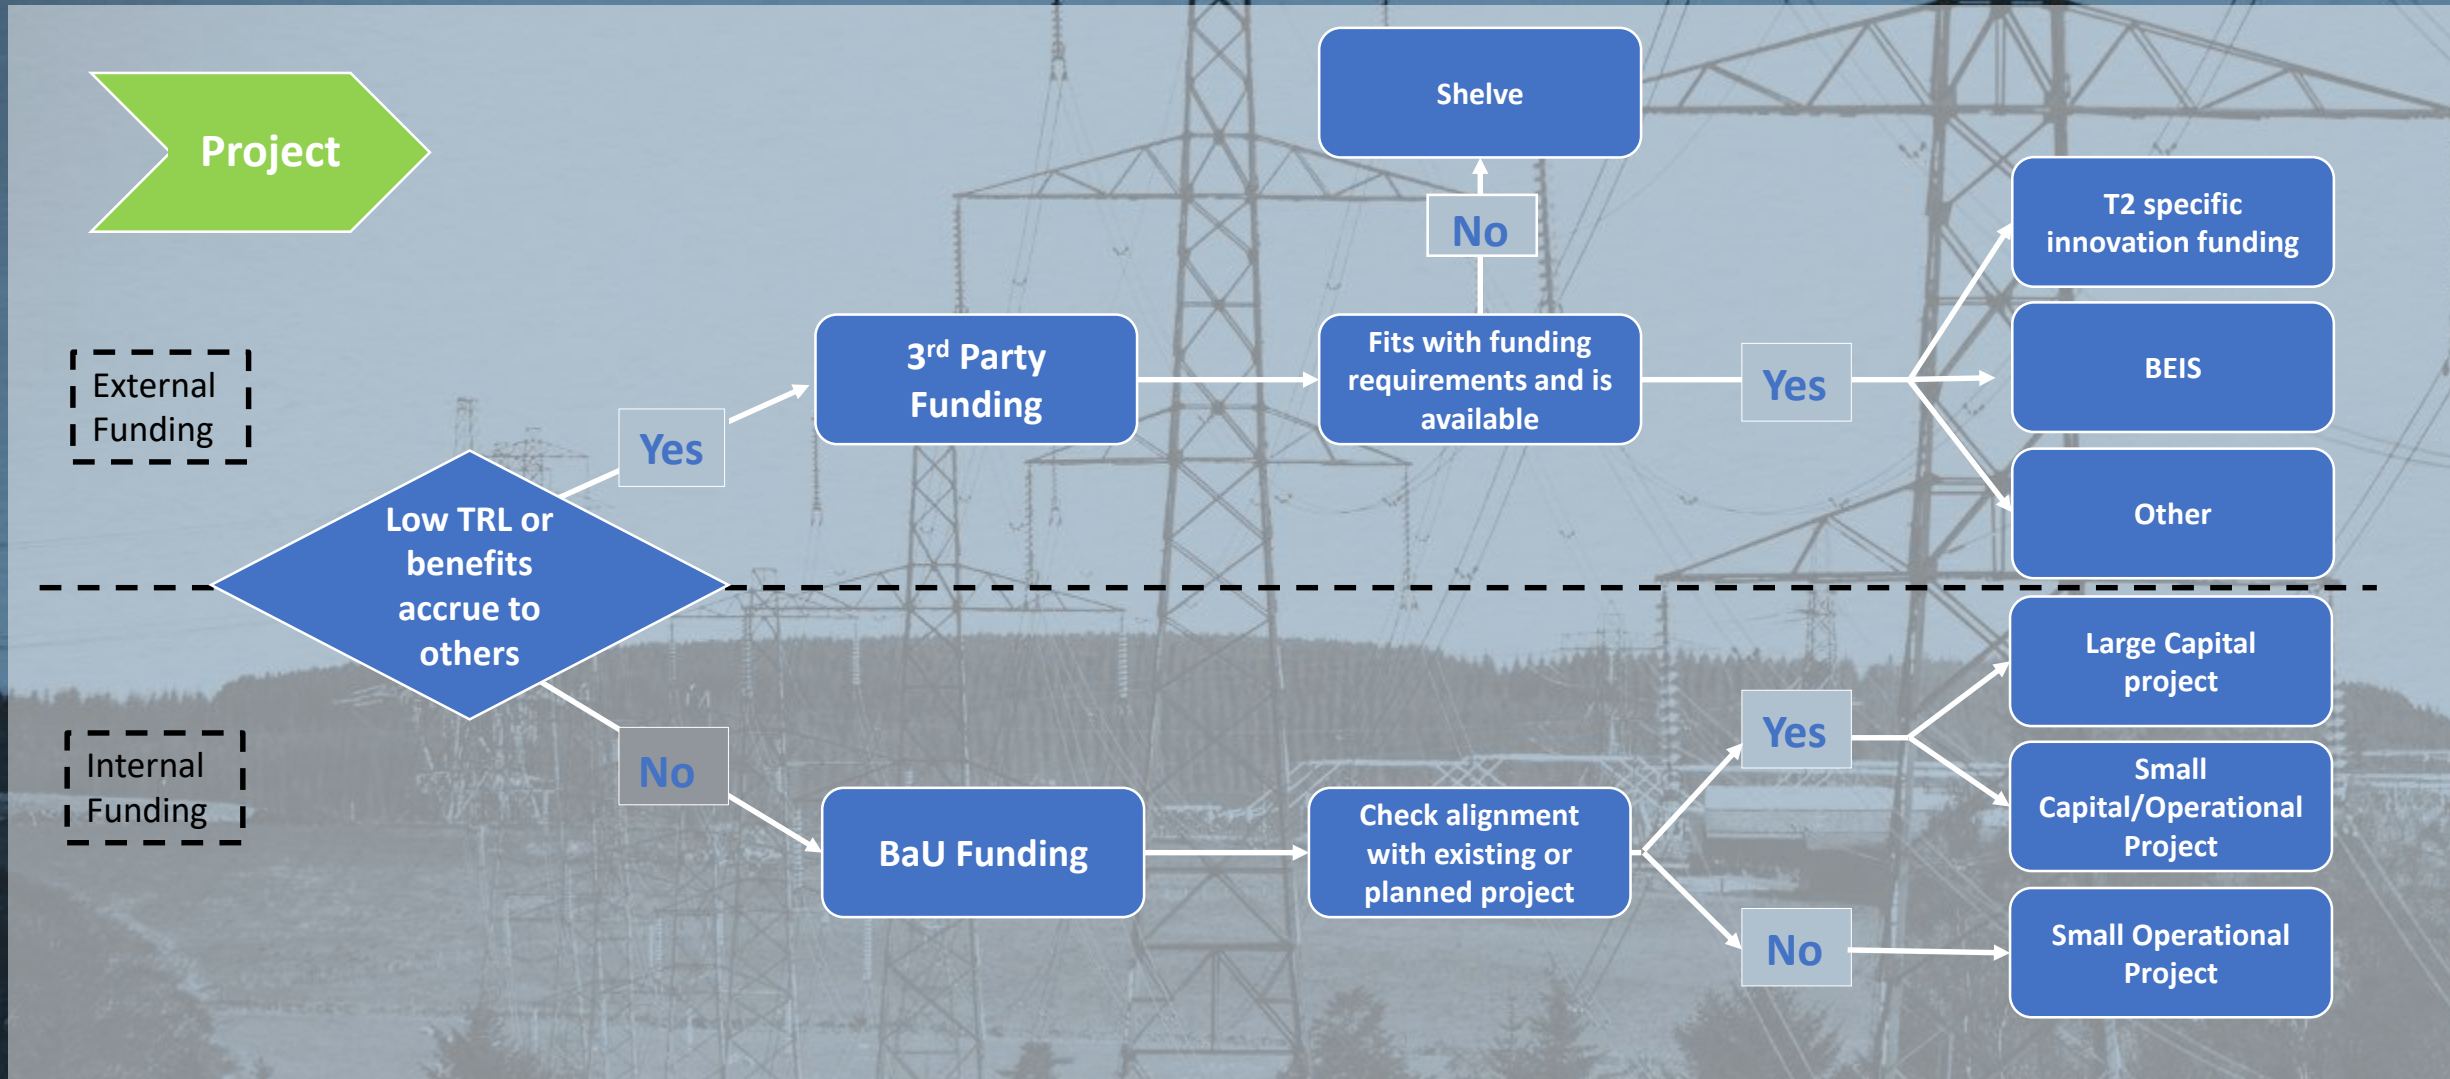 Project
Shelve
No
T2 specific
innovation funding
External
Funding
Yes
3rd Party
Funding
Fits with funding
requirements and is
available
Yes
BEIS
Other
Low TRL or
benefits
accrue to
others
Internal
Funding
No
BaU Funding
Check alignment
with existing or
planned project
Yes
Large Capital
project
Small
Capital/Operational
Project
No
Small Operational
Project